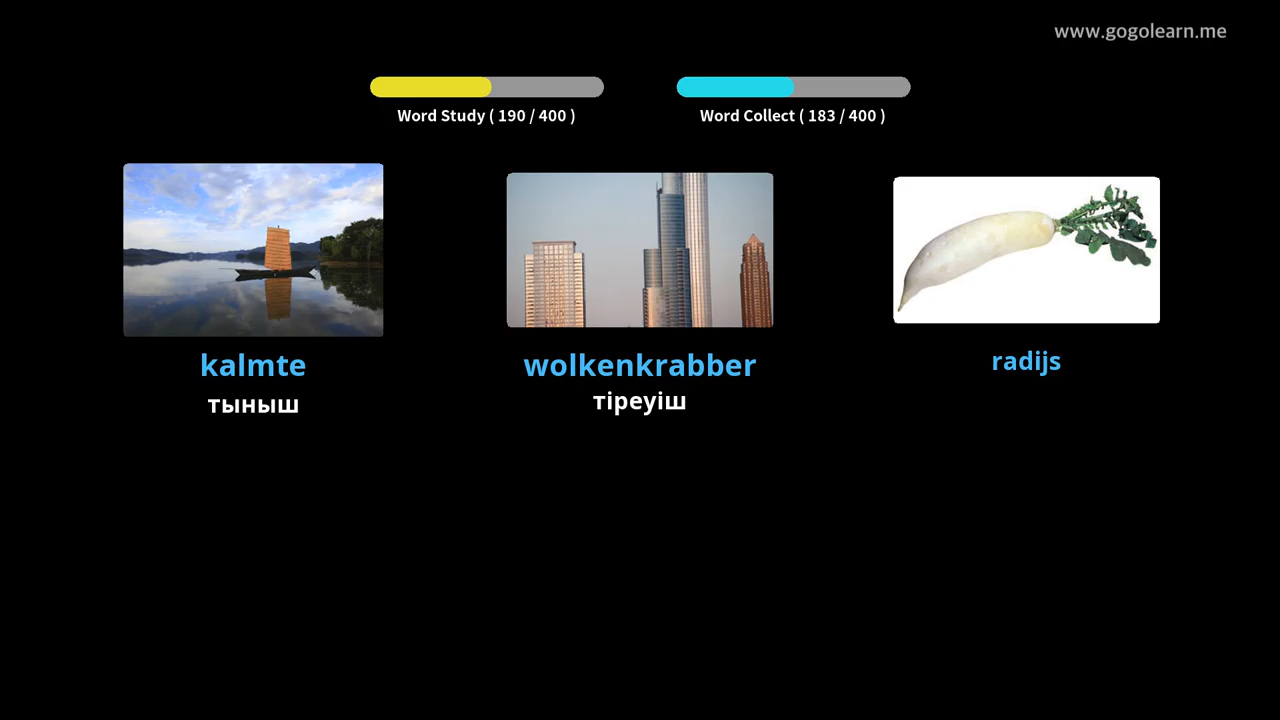 www.gogolearn.me
Word Study ( 190 / 400 )
Word Collect ( 183 / 400 )
kalmte
тыныш
wolkenkrabber
тіреуіш
radijs